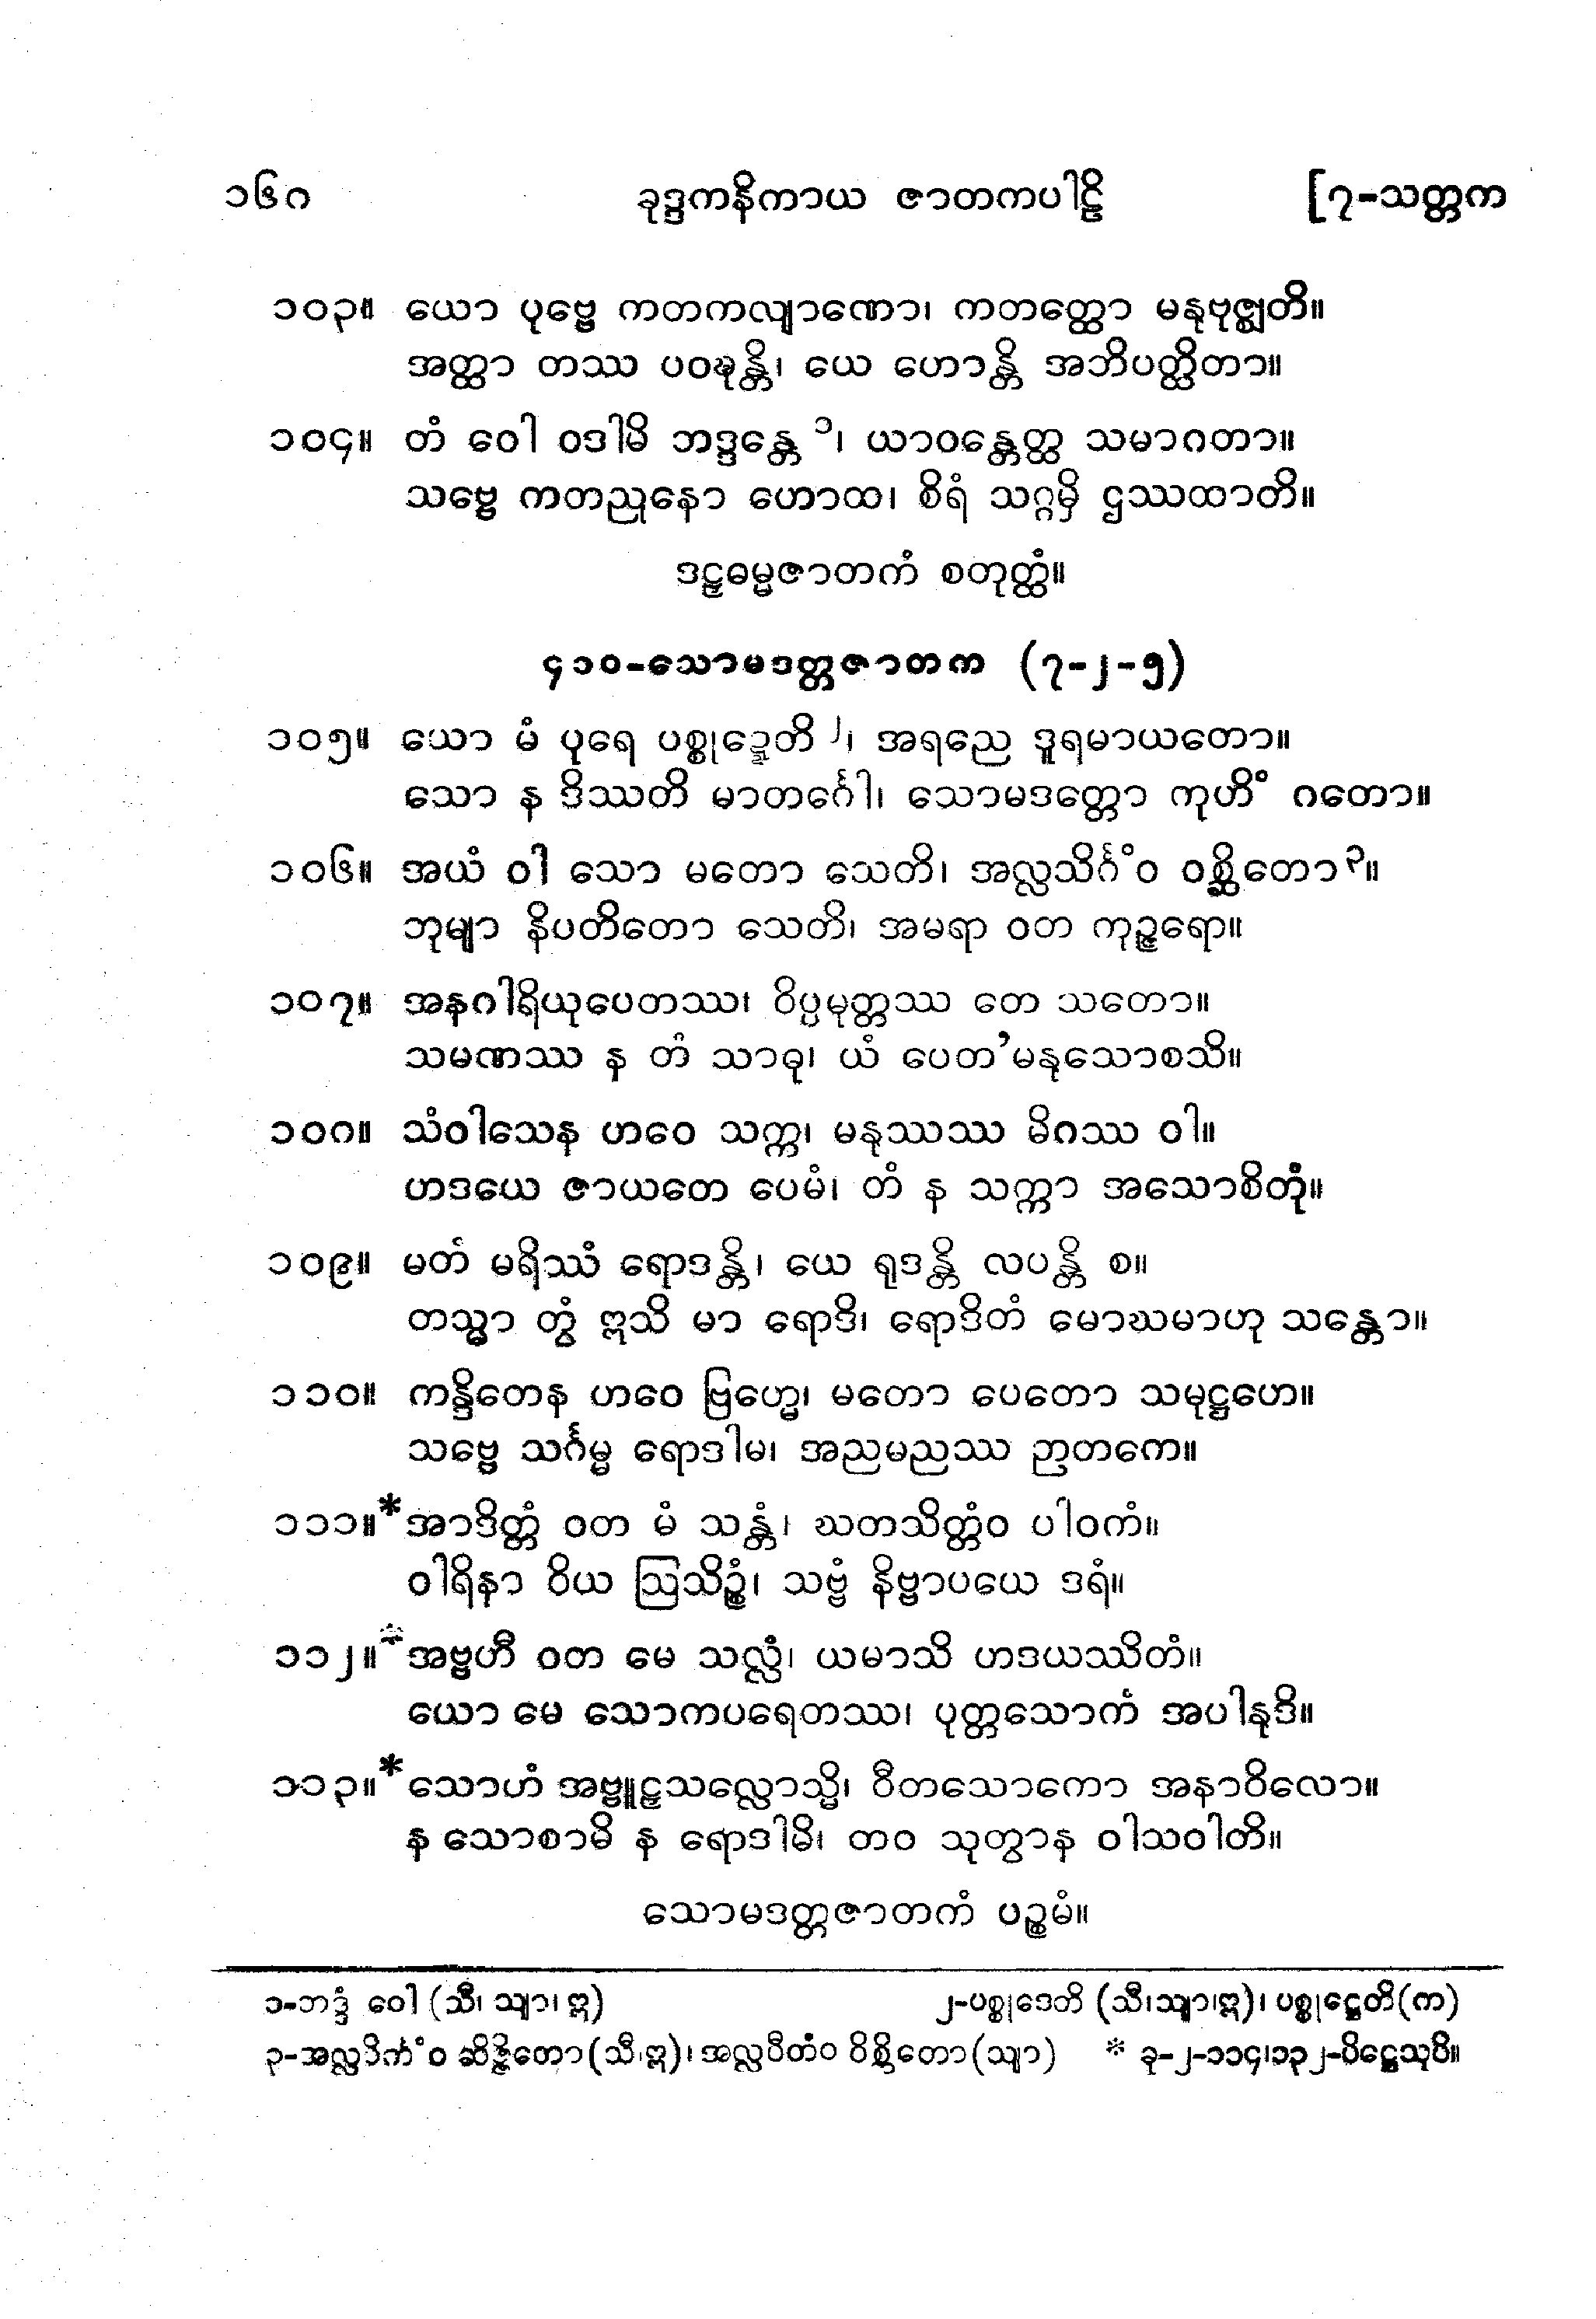 ၁၆ဂ ခုဒ္ဒကနိကာယ ဇာတကပါဠိ [၇-သတ္တက
၁၀၃။ ယော ပုဗ္ဗေ ကတကလျာဏော၊ ကတတ္ထော မနုဗုဇ္ဈတိ။
အတ္ထာ တဿ ပဝဍ္ဎန္တိ၊ ယေ ဟောန္တိ အဘိပတ္ထိတာ။
၁၀၄။ တံ ဝေါ ဝဒါမိ ဘဒ္ဒန္တေ ၁၊ ယာဝန္တေတ္ထ သမာဂတာ။
သဗ္ဗေ ကတညုနော ဟောထ၊ စိရံ သဂ္ဂမှိ ဌဿထာတိ။
ဒဠှဓမ္မဇာတကံ စတုတ္ထံ။
၄၁၀-သောမဒတ္တဇာတက (၇-၂-၅)
၁၀၅။ ယော မံ ပုရေ ပစ္စုဍ္ဍေတိ ၂၊ အရညေ ဒူရမာယတော။
သော န ဒိဿတိ မာတင်္ဂေါ၊ သောမဒတ္တော ကုဟိံ ဂတော။
၁၀၆။ အယံ ဝါ သော မတော သေတိ၊ အလ္လသိင်္ဂံဝ ဝစ္ဆိတော၃။
ဘုမျာ နိပတိတော သေတိ၊ အမရာ ဝတ ကုဉ္ဇရော။
၁၀၇။ အနဂါရိယုပေတဿ၊ ဝိပ္ပမုတ္တဿ တေ သတော။
သမဏဿ န တံ သာဓု၊ ယံ ပေတ’မနုသောစသိ။
၁၀ဂ။ သံဝါသေန ဟဝေ သက္က၊ မနုဿဿ မိဂဿ ဝါ။
ဟဒယေ ဇာယတေ ပေမံ၊ တံ န သက္ကာ အသောစိတုံ။
၁၀၉။ မတံ မရိဿံ ရောဒန္တိ၊ ယေ ရုဒန္တိ လပန္တိ စ။
တသ္မာ တွံ ဣသိ မာ ရောဒိ၊ ရောဒိတံ မောဃမာဟု သန္တော။
၁၁၀။ ကန္ဒိတေန ဟဝေ ဗြဟ္မေ၊ မတော ပေတော သမုဋ္ဌဟေ။
သဗ္ဗေ သင်္ဂမ္မ ရောဒါမ၊ အညမညဿ ဉာတကေ။
၁၁၁။*အာဒိတ္တံ ဝတ မံ သန္တံ၊ ဃတသိတ္တံဝ ပါဝကံ။
ဝါရိနာ ဝိယ ဩသိဉ္စံ၊ သဗ္ဗံ နိဗ္ဗာပယေ ဒရံ။
၁၁၂။*အဗ္ဗဟီ ဝတ မေ သလ္လံ၊ ယမာသိ ဟဒယဿိတံ။
ယော မေ သောကပရေတဿ၊ ပုတ္တသောကံ အပါနုဒိ။
၁၁၃။*သောဟံ အဗ္ဗူဠှသလ္လောသ္မိ၊ ဝီတသောကော အနာဝိလော။
န သောစာမိ န ရောဒါမိ၊ တဝ သုတွာန ဝါသဝါတိ။
သောမဒတ္တဇာတကံ ပဉ္စမံ။
၁-ဘဒ္ဒံ ဝေါ (သီ၊ သျာ၊ ဣ) ၂-ပစ္စုဒေတိ (သီ၊သျာ၊ဣ)၊ ပစ္စုဋ္ဌေတိ(က)
၃-အလ္လပိင်္ကံဝ ဆိဇ္ဇိတော(သီ၊ဣ)၊ အလ္လပီတံဝ ဝိစ္ဆိတော(သျာ) * ခု-၂-၁၁၄၊၁၃၂-ပိဋ္ဌေသုပိ။